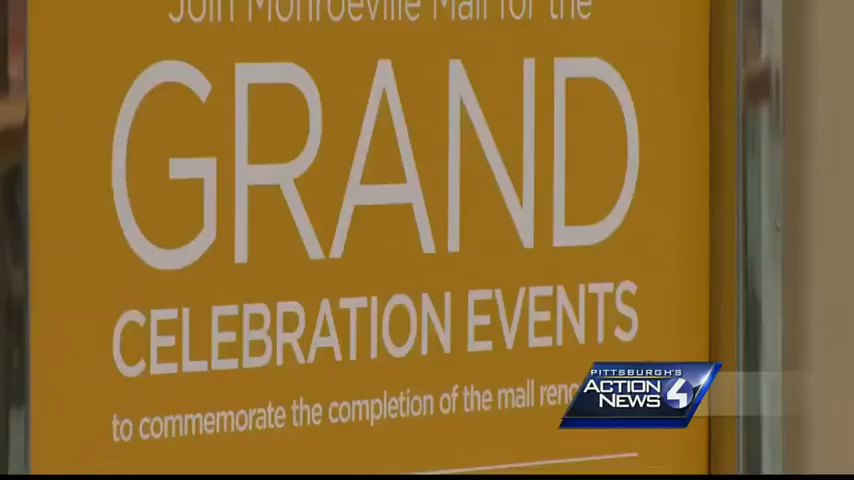 Join Monroeville Mall for the
GRAND
CELEBRATION EVENTS
to commemorate the completion of the mall
PITTSBURGH'S
ACTION
NEWS 4